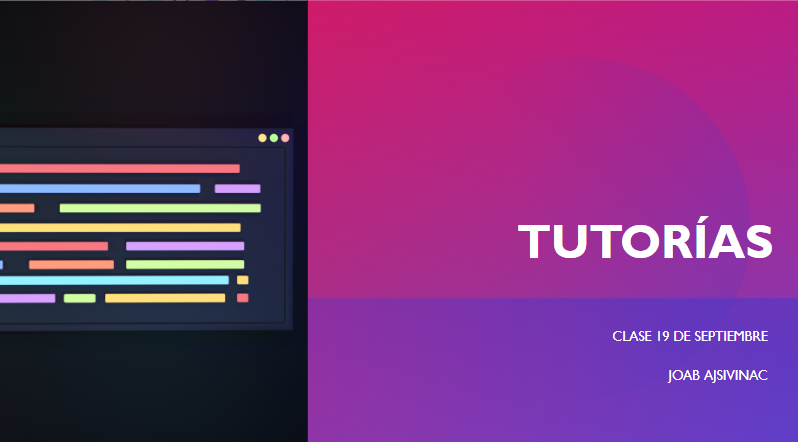 TUTORÍAS
CLASE 19 DE SEPTIEMBRE
JOAB AJSIVINAC